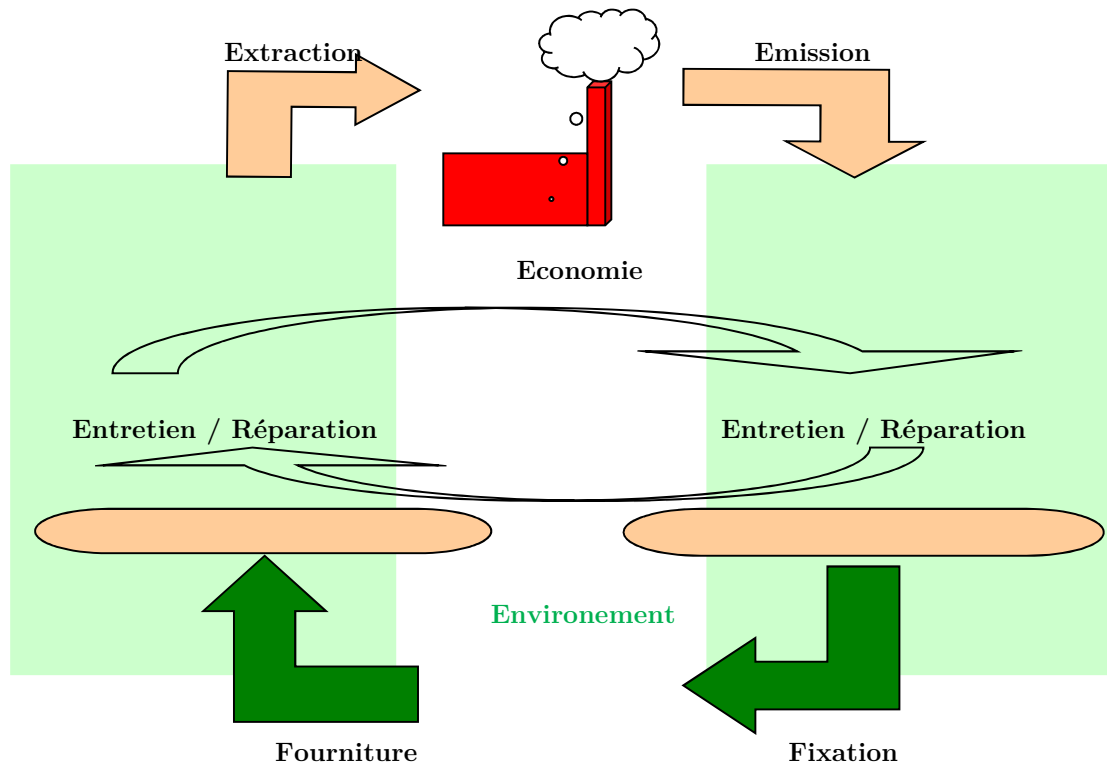 Extraction
Emission
Economie
Entretien / Réparation
Entretien / Réparation
Environement
Fourniture
Fixation